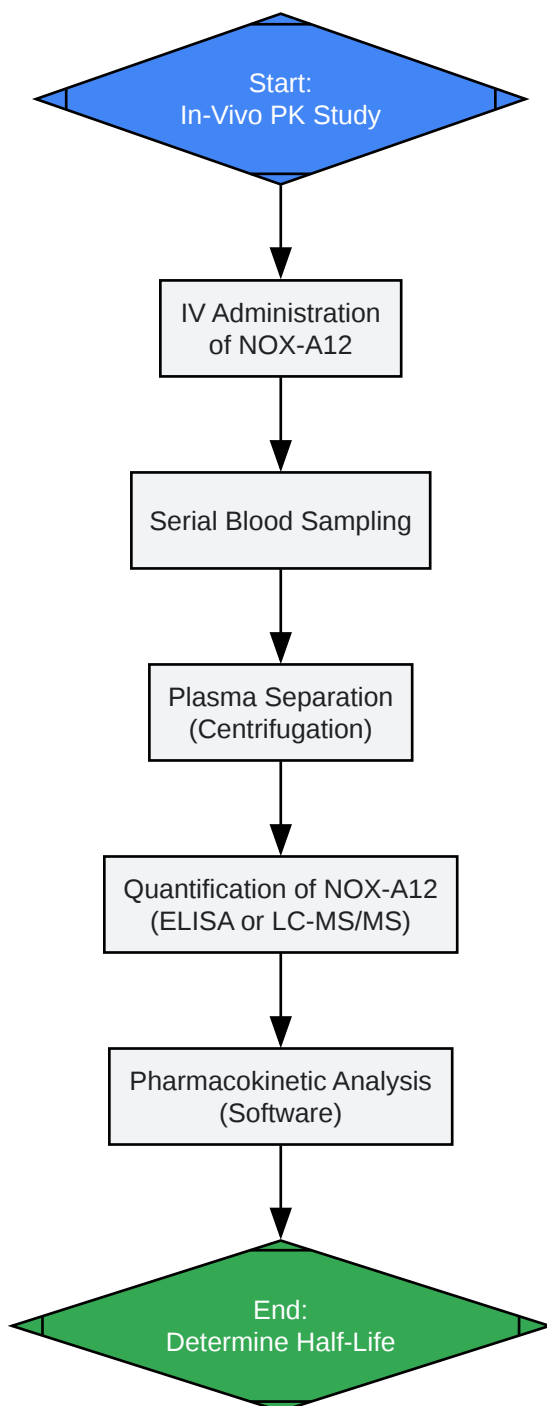 Start:
In-Vivo PK Study
IV Administration
of NOX-A12
Serial Blood Sampling
Plasma Separation
(Centrifugation)
Quantification of NOX-A12
(ELISA or LC-MS/MS)
Pharmacokinetic Analysis
(Software)
End:
Determine Half-Life